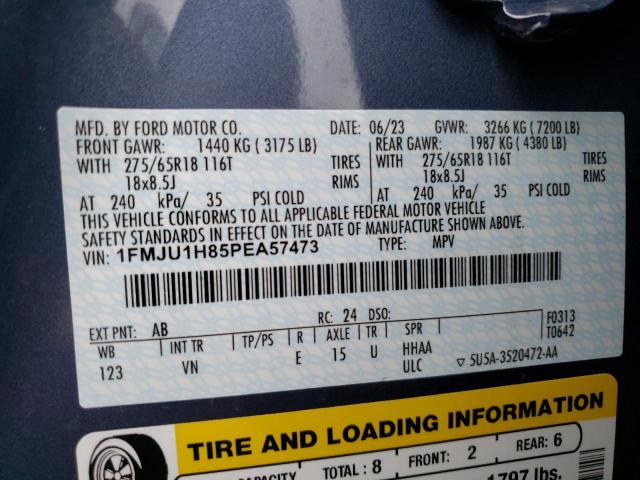 MFD. BY FORD MOTOR CO. DATE: 06/23 GVWR: 3266 KG ( 7200 LB)
FRONT GAWR: 1440 KG ( 3175 LB) REAR GAWR: 1987 KG ( 4380 LB)
WITH 275/65R18 116T TIRES WITH 275/65R18 116T TIRES
18x8.5J RIMS 18x8.5J RIMS
AT 240 kPa/ 35 PSI COLD AT 240 kPa/ 35 PSI COLD
THIS VEHICLE CONFORMS TO ALL APPLICABLE FEDERAL MOTOR VEHICLE
SAFETY STANDARDS IN EFFECT ON THE DATE OF MANUFACTURE SHOWN ABOVE.
VIN: 1FMJU1H85PEA57473 TYPE: MPV
EXT PNT: AB RC: 24 DSO: F0313
WB INT TR TP/PS R AXLE TR SPR T0642
123 VN E 15 U HHAA
ULC ▽ 5U5A-3520472-AA
TIRE AND LOADING INFORMATION
CAPACITY TOTAL : 8 FRONT: 2 REAR: 6
1797 lbs.